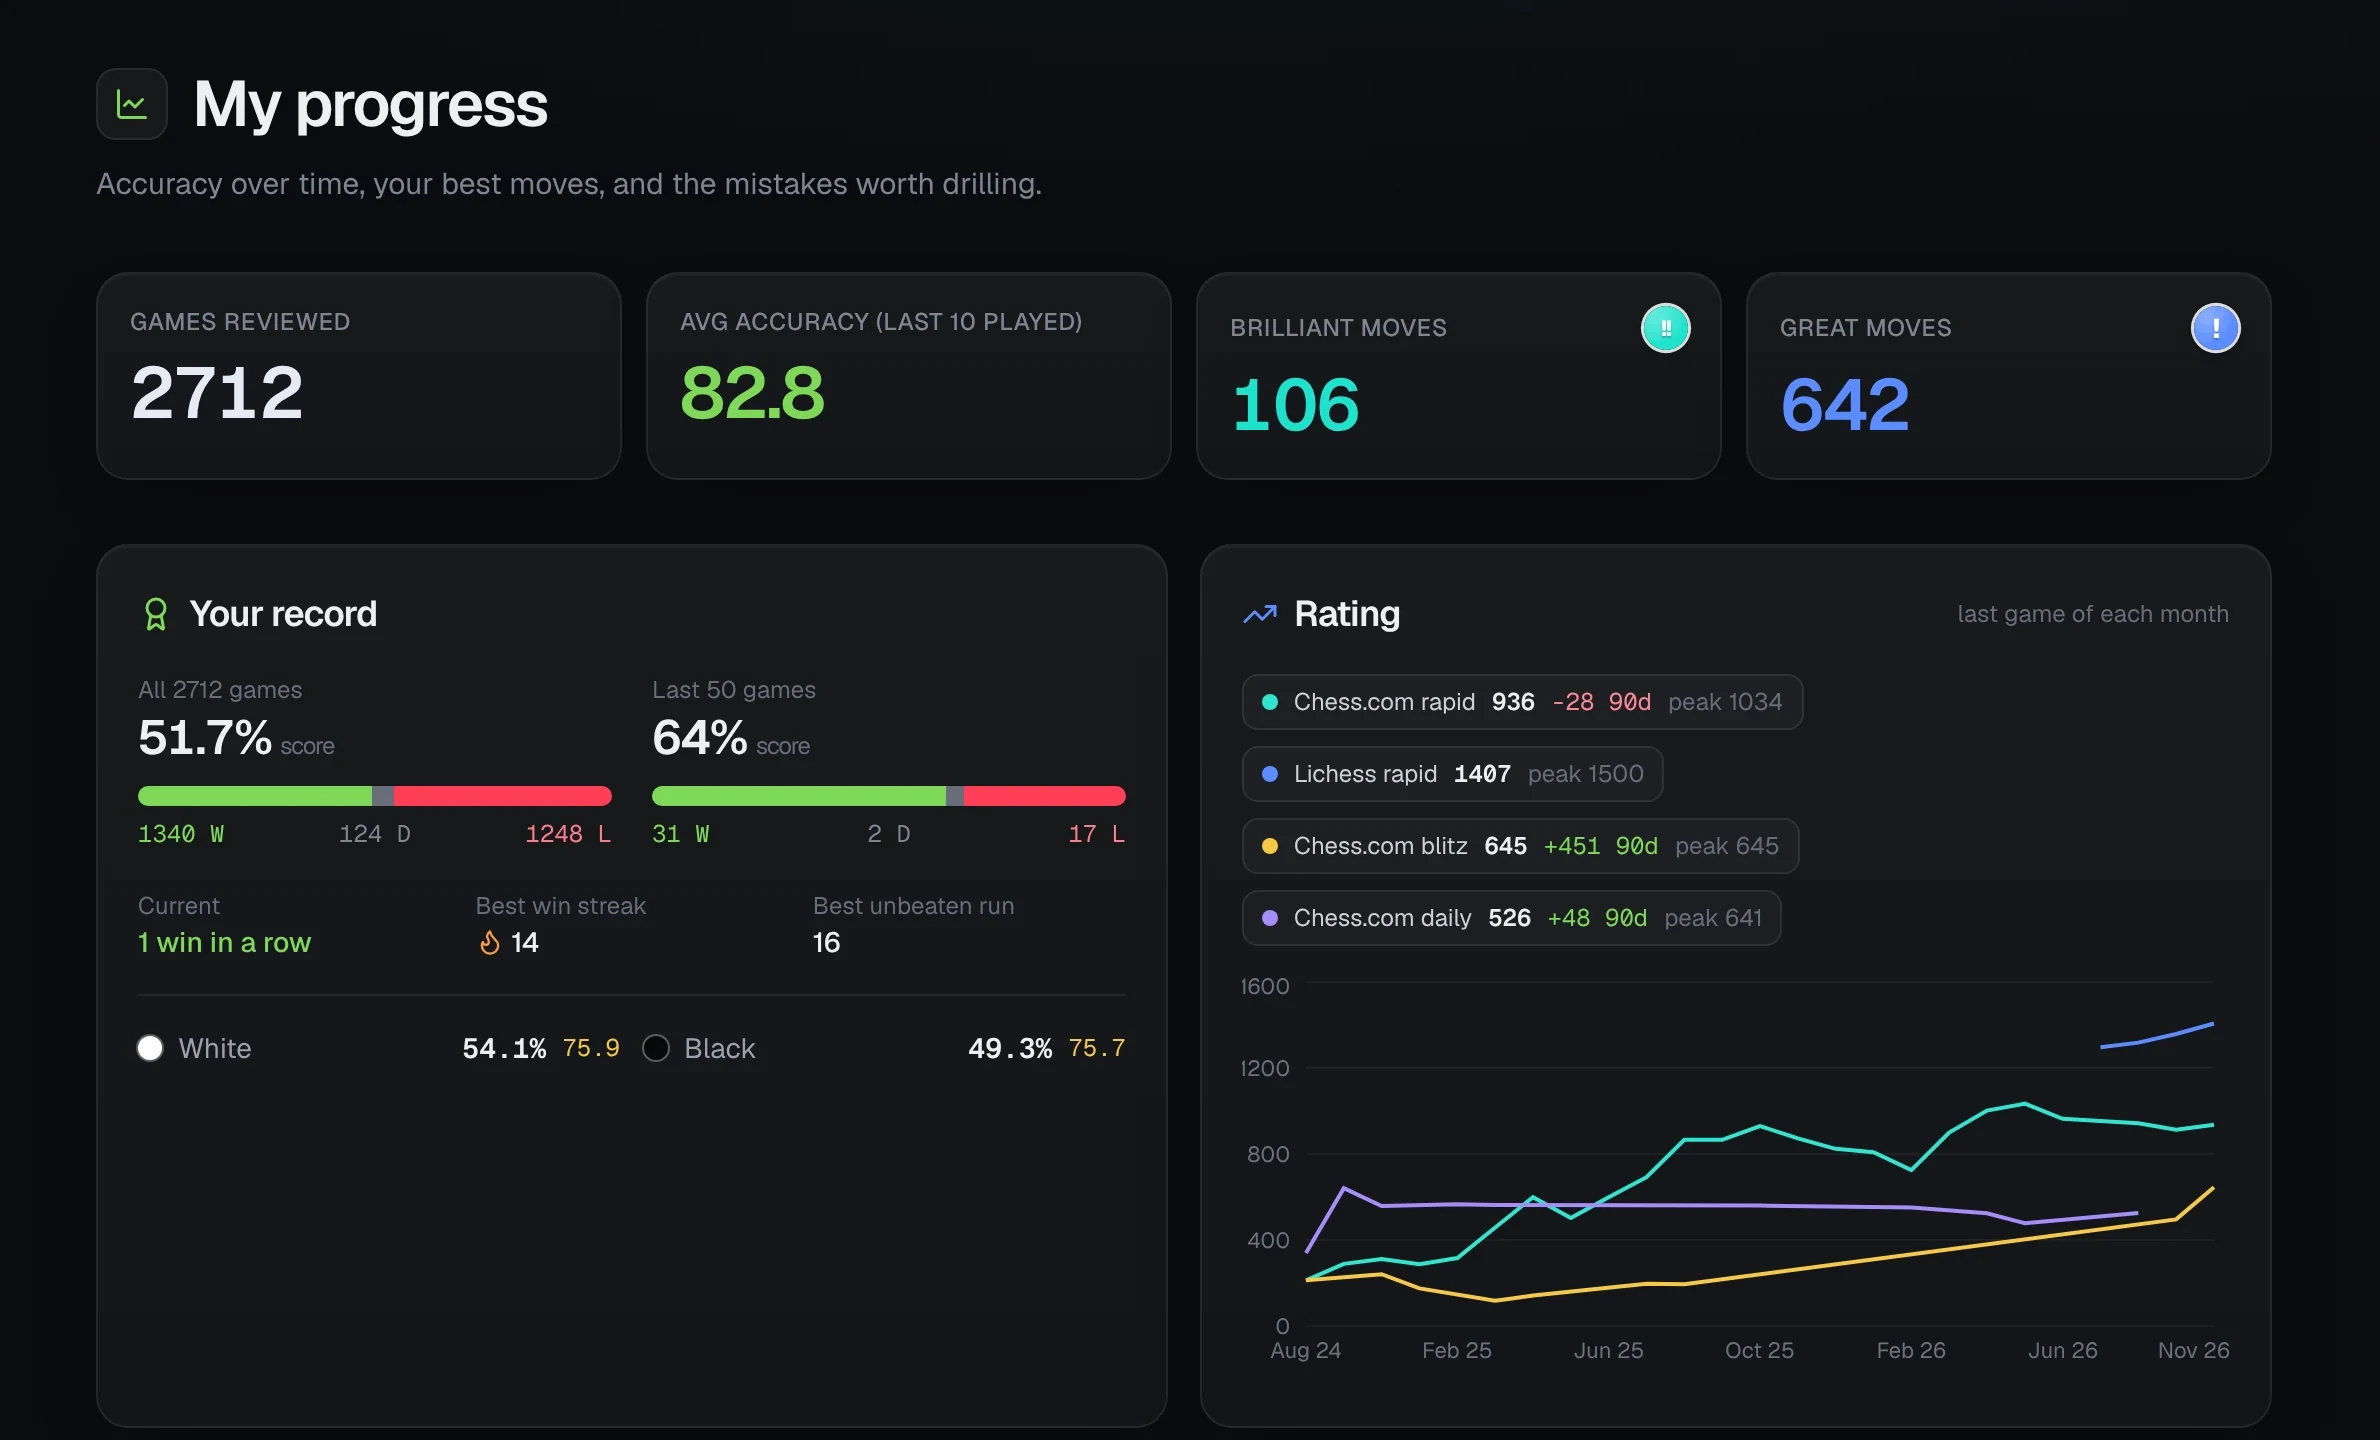 My progress
Accuracy over time, your best moves, and the mistakes worth drilling.
GAMES REVIEWED
2712
AVG ACCURACY (LAST 10 PLAYED)
82.8
BRILLIANT MOVES
!!
106
GREAT MOVES
!
642
Your record
All 2712 games
51.7% score
1340 W 124 D 1248 L
Last 50 games
64% score
31 W 2 D 17 L
Current
1 win in a row
Best win streak
14
Best unbeaten run
16
White 54.1% 75.9
Black 49.3% 75.7
Rating
last game of each month
Chess.com rapid 936 -28 90d peak 1034
Lichess rapid 1407 peak 1500
Chess.com blitz 645 +451 90d peak 645
Chess.com daily 526 +48 90d peak 641
1600
1200
800
400
0
Aug 24 Feb 25 Jun 25 Oct 25 Feb 26 Jun 26 Nov 26